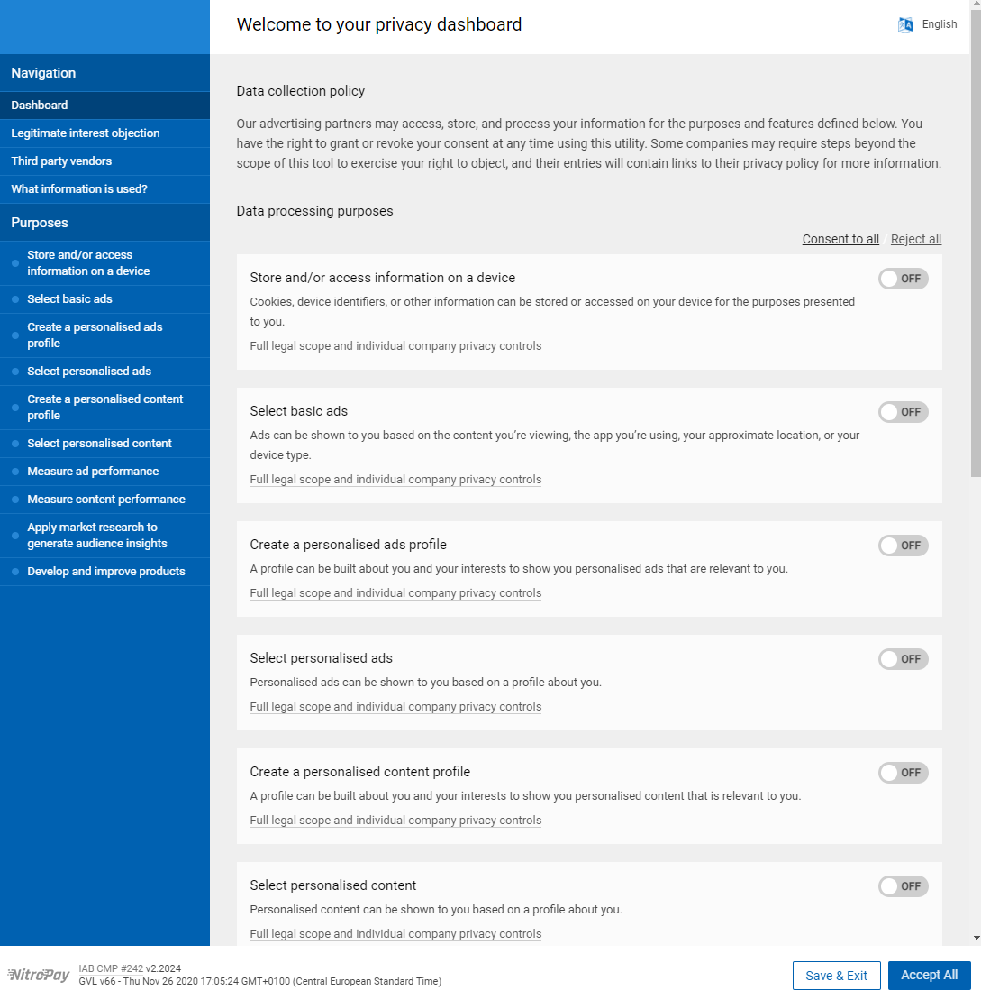 Welcome to your privacy dashboard
English
Navigation
Dashboard
Legitimate interest objection
Third party vendors
What information is used?
Purposes
Store and/or access
information on a device
Select basic ads
Create a personalised ads
profile
Select personalised ads
Create a personalised content
profile
Select personalised content
Measure ad performance
Measure content performance
Apply market research to
generate audience insights
Develop and improve products
Data collection policy
Our advertising partners may access, store, and process your information for the purposes and features defined below. You
have the right to grant or revoke your consent at any time using this utility. Some companies may require steps beyond the
scope of this tool to exercise your right to object, and their entries will contain links to their privacy policy for more information.
Data processing purposes
Consent to all / Reject all
Store and/or access information on a device
OFF
Cookies, device identifiers, or other information can be stored or accessed on your device for the purposes presented
to you.
Full legal scope and individual company privacy controls
Select basic ads
OFF
Ads can be shown to you based on the content you’re viewing, the app you’re using, your approximate location, or your
device type.
Full legal scope and individual company privacy controls
Create a personalised ads profile
OFF
A profile can be built about you and your interests to show you personalised ads that are relevant to you.
Full legal scope and individual company privacy controls
Select personalised ads
OFF
Personalised ads can be shown to you based on a profile about you.
Full legal scope and individual company privacy controls
Create a personalised content profile
OFF
A profile can be built about you and your interests to show you personalised content that is relevant to you.
Full legal scope and individual company privacy controls
Select personalised content
OFF
Personalised content can be shown to you based on a profile about you.
Full legal scope and individual company privacy controls
NitroPay
IAB CMP #242 v2.2024
GVL v66 - Thu Nov 26 2020 17:05:24 GMT+0100 (Central European Standard Time)
Save & Exit
Accept All